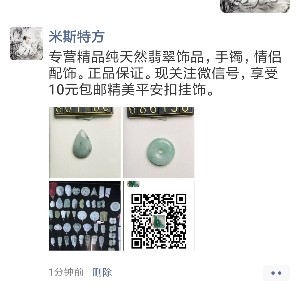 米斯特方
专营精品纯天然翡翠饰品,手镯,情侣
配饰。正品保证。现关注微信号,享受
10元包邮精美平安扣挂饰。
1分钟前 删除